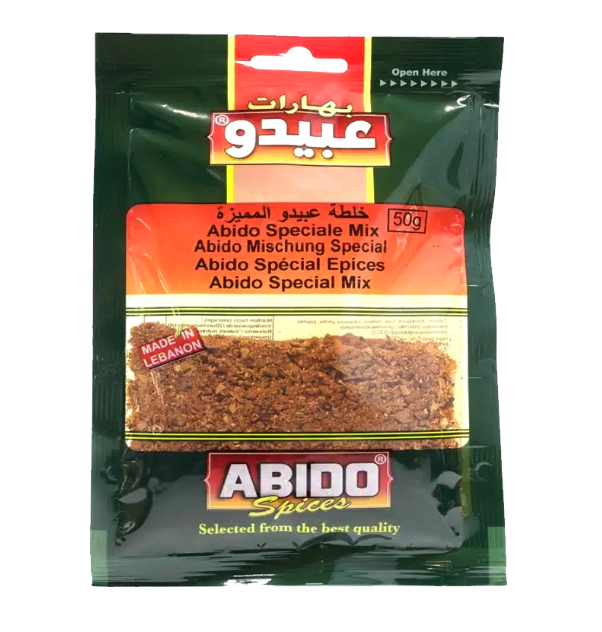 Open Here
بهارات
عبيدو®
خلطة عبيدو المميزة
50g
Abido Speciale Mix
Abido Mischung Special
Abido Spécial Epices
Abido Special Mix
MADE IN
LEBANON
ABIDO®
Spices
Selected from the best quality